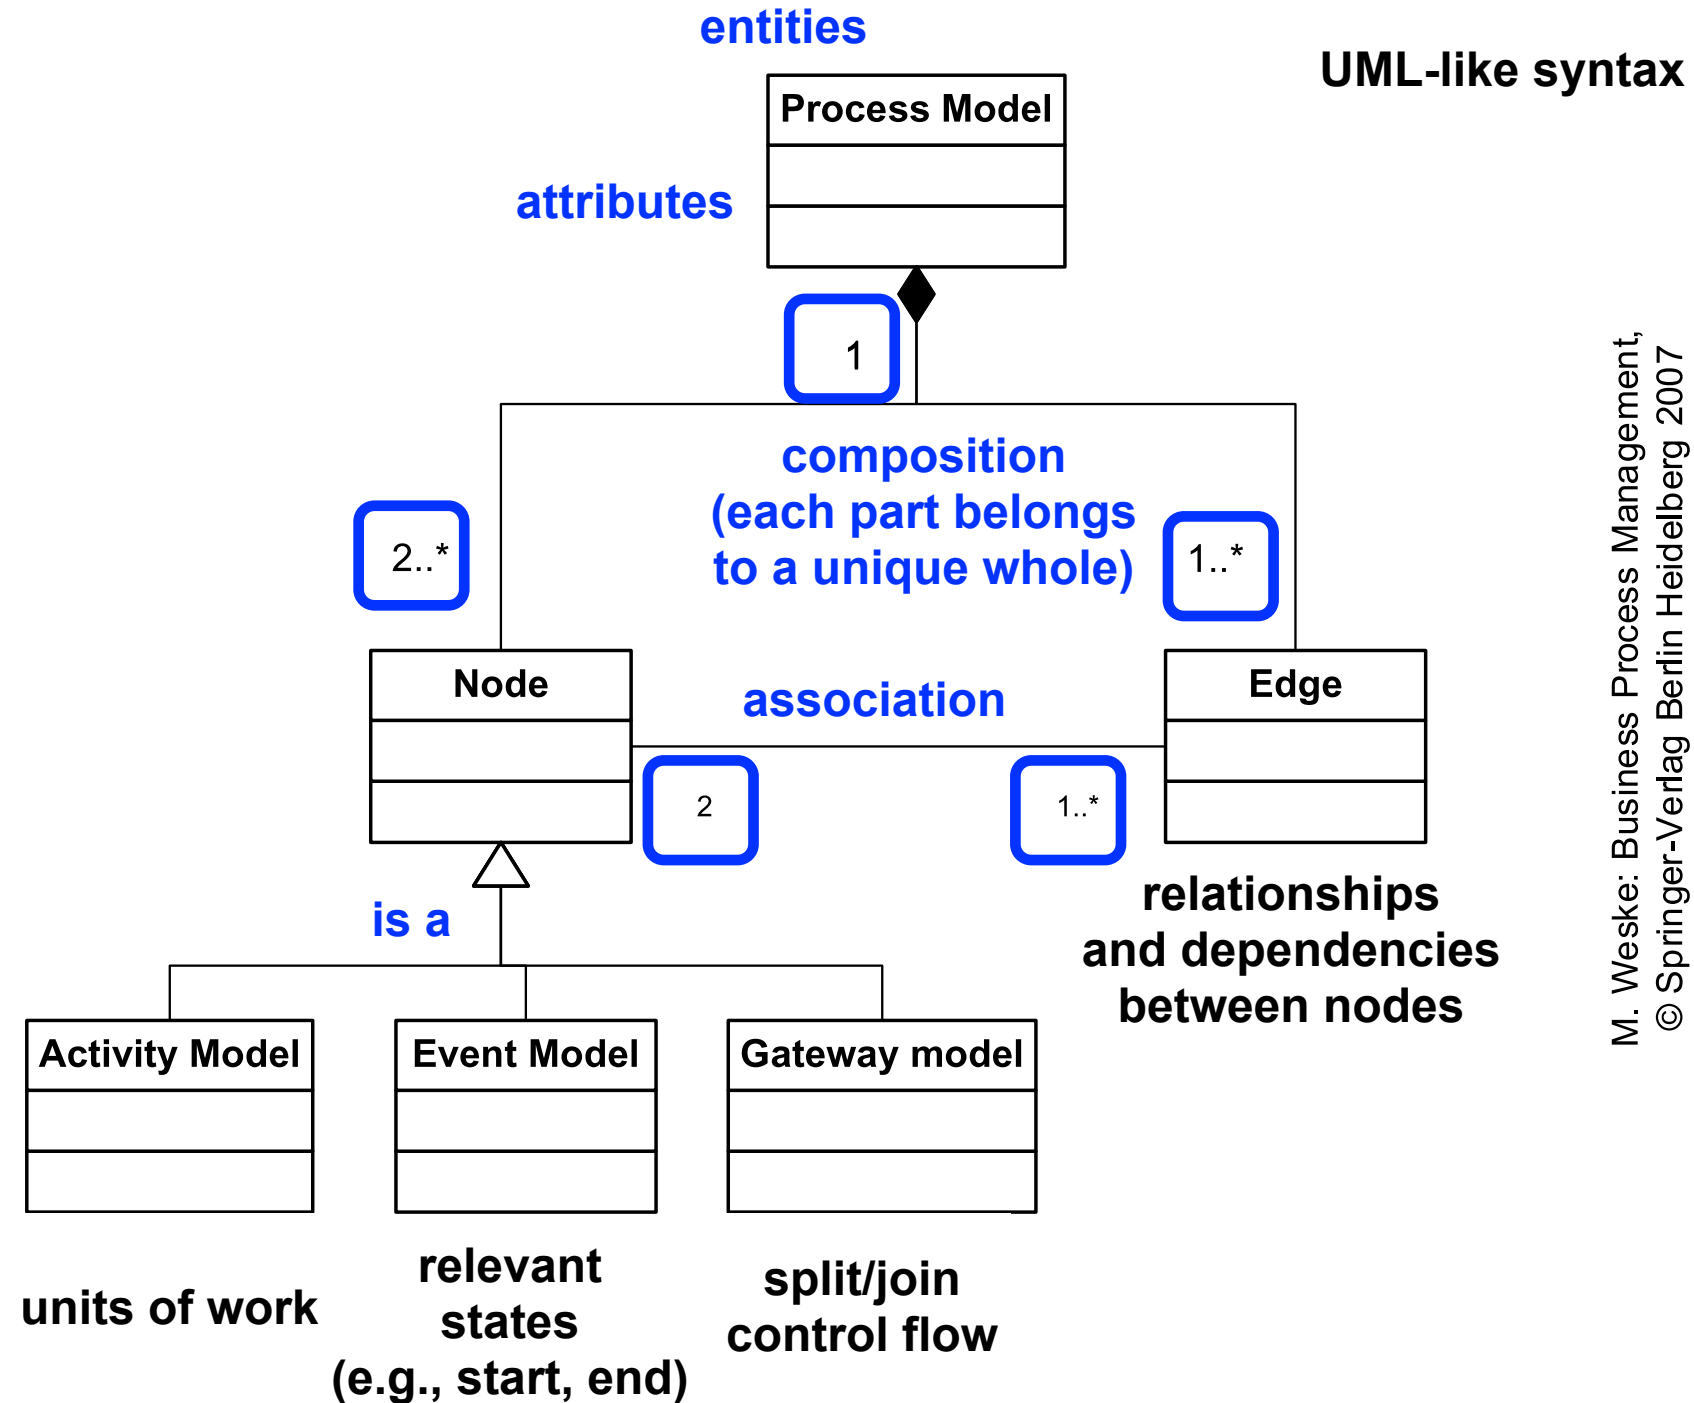 entities
UML-like syntax
Process Model
attributes
1
composition
(each part belongs
to a unique whole)
2..*
1..*
Node
association
Edge
2
1..*
is a
relationships
and dependencies
between nodes
Activity Model
Event Model
Gateway model
units of work
relevant
states
(e.g., start, end)
split/join
control flow
M. Weske: Business Process Management,
© Springer-Verlag Berlin Heidelberg 2007